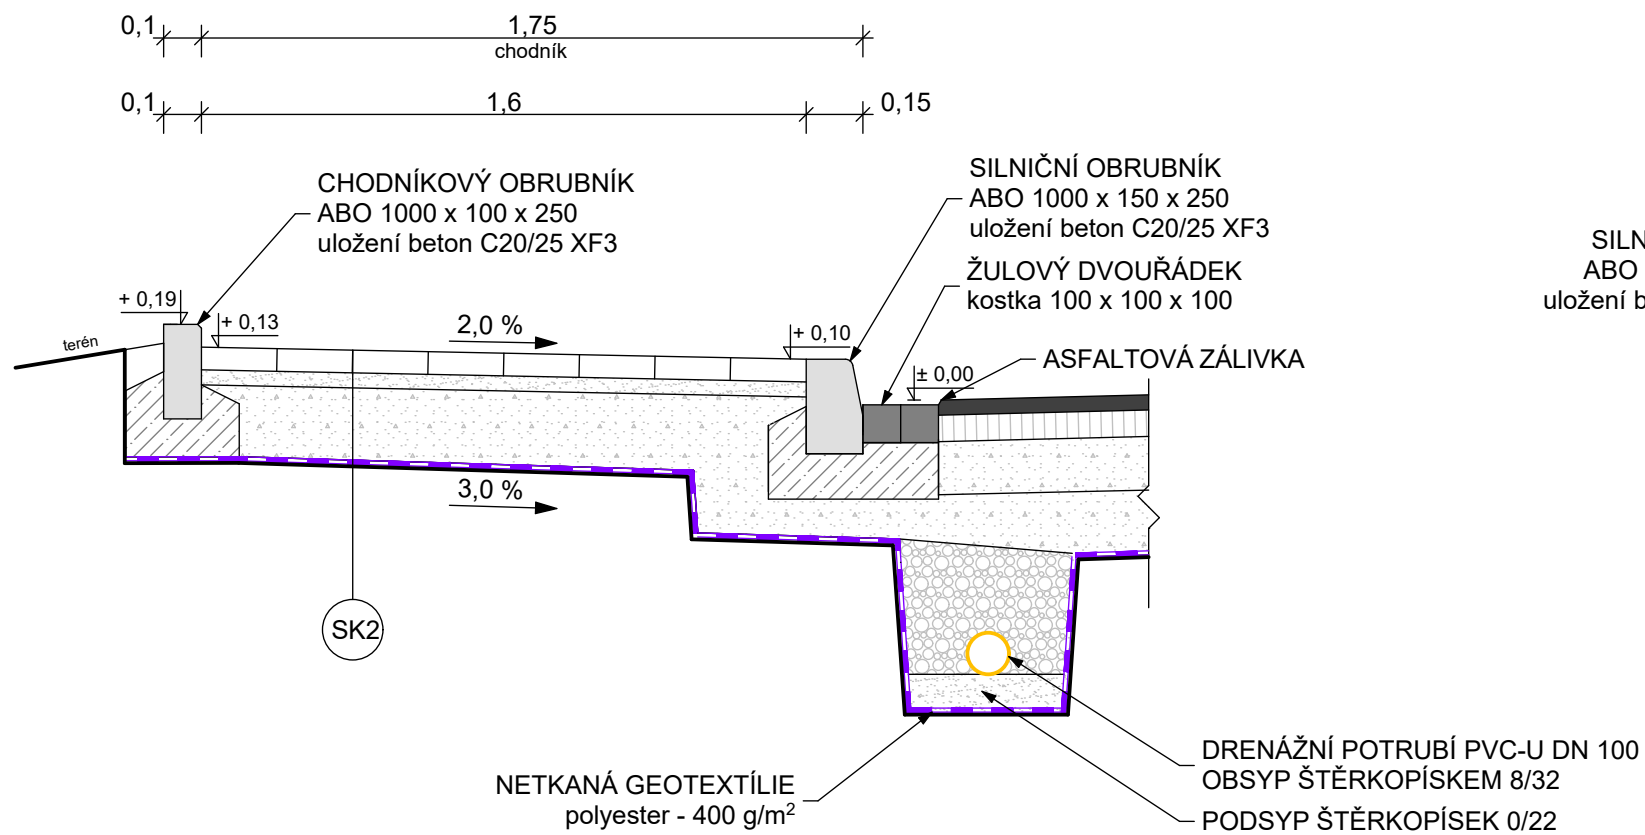 0,1
1,75
chodník
0,1
1,6
0,15
CHODNÍKOVÝ OBRUBNÍK
ABO 1000 x 100 x 250
uložení beton C20/25 XF3
SILNIČNÍ OBRUBNÍK
ABO 1000 x 150 x 250
uložení beton C20/25 XF3
ŽULOVÝ DVOUŘÁDEK
kostka 100 x 100 x 100
SILN
ABO
uložení b
+ 0,19
+ 0,13
2,0 %
+ 0,10
terén
± 0,00
ASFALTOVÁ ZÁLIVKA
3,0 %
SK2
NETKANÁ GEOTEXTÍLIE
polyester - 400 g/m²
DRENÁŽNÍ POTRUBÍ PVC-U DN 100
OBSYP ŠTĚRKOPÍSKEM 8/32
PODSYP ŠTĚRKOPÍSEK 0/22